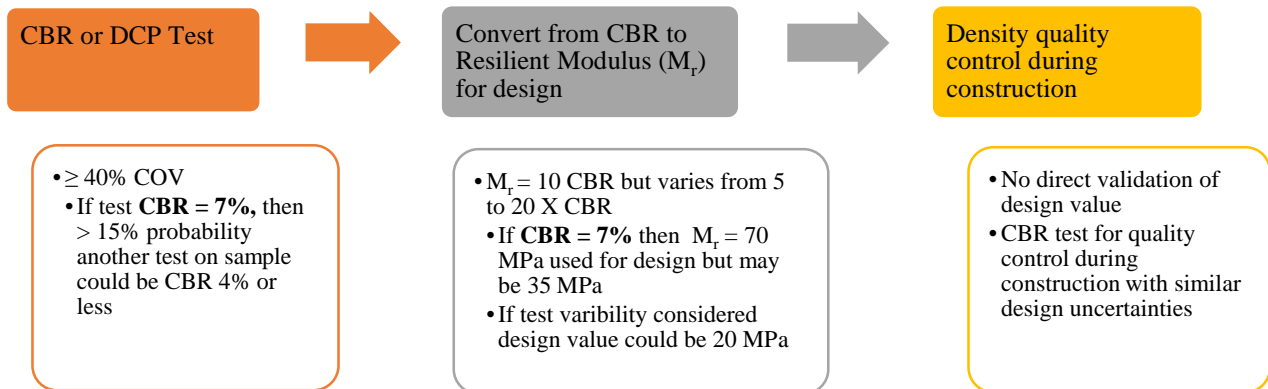 CBR or DCP Test
Convert from CBR to
Resilient Modulus (Mr)
for design
Density quality
control during
construction
•≥ 40% COV
•If test CBR = 7%, then
> 15% probability
another test on sample
could be CBR 4% or
less
•Mr = 10 CBR but varies from 5
to 20 X CBR
•If CBR = 7% then Mr = 70
MPa used for design but may
be 35 MPa
•If test varibility considered
design value could be 20 MPa
•No direct validation of
design value
•CBR test for quality
control during
construction with similar
design uncertainties